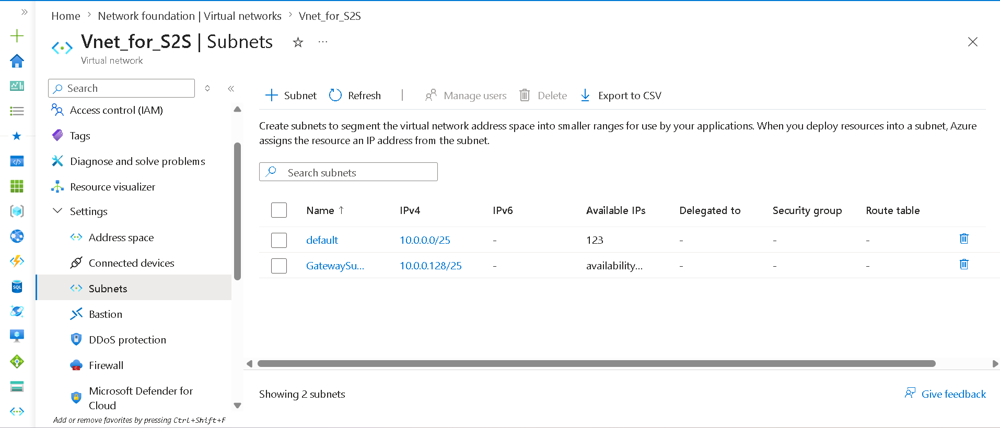 Home > Network foundation | Virtual networks > Vnet_for_S2S
Vnet_for_S2S | Subnets
Virtual network
Search
Access control (IAM)
Tags
Diagnose and solve problems
Resource visualizer
Settings
Address space
Connected devices
Subnets
Bastion
DDoS protection
Firewall
Microsoft Defender for
Cloud
Add or remove favorites by pressing Ctrl+Shift+F
Subnet Refresh | Manage users Delete Export to CSV
Create subnets to segment the virtual network address space into smaller ranges for use by your applications. When you deploy resources into a subnet, Azure
assigns the resource an IP address from the subnet.
Search subnets
Name ↑ IPv4 IPv6 Available IPs Delegated to Security group Route table
default 10.0.0.0/25 - 123 - - -
GatewaySu... 10.0.0.128/25 - availability... - - -
Showing 2 subnets
Give feedback
SQL